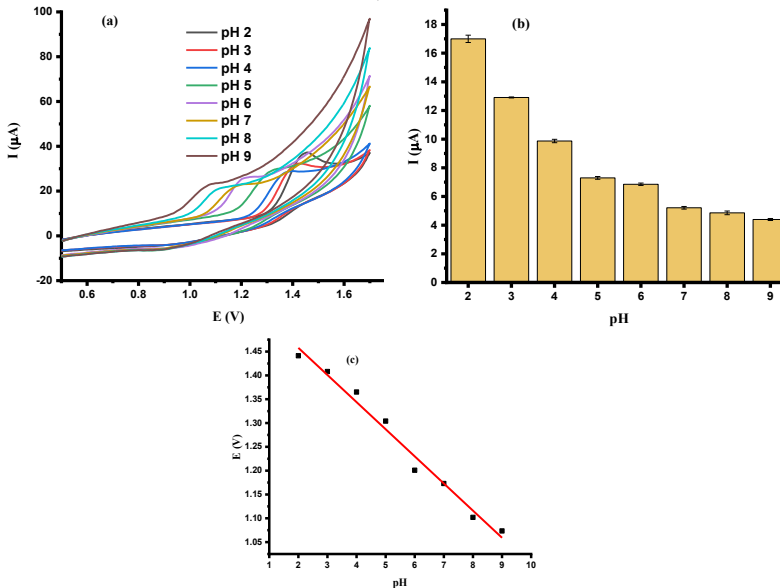 (a)
100
80
60
40
20
0
-20
I (µA)
0.6 0.8 1.0 1.2 1.4 1.6
E (V)
pH 2
pH 3
pH 4
pH 5
pH 6
pH 7
pH 8
pH 9
(b)
18
16
14
12
10
8
6
4
2
0
I (µA)
2 3 4 5 6 7 8 9
pH
(c)
1.45
1.40
1.35
1.30
1.25
1.20
1.15
1.10
1.05
E (V)
1 2 3 4 5 6 7 8 9 10
pH